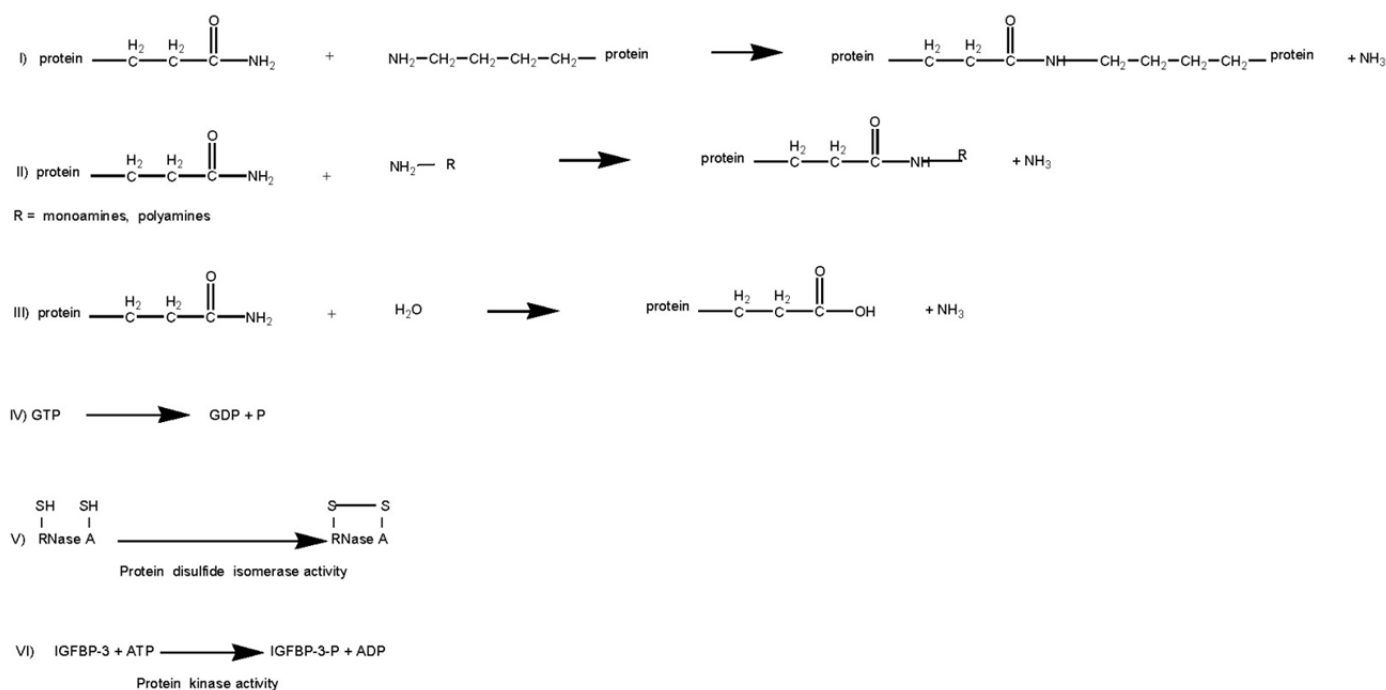 O O
H₂ H₂ H₂ H₂
I) protein C C C NH₂ + NH₂—CH₂—CH₂—CH₂—CH₂— protein protein C C C NH CH₂—CH₂—CH₂—CH₂— protein + NH₃
O O
H₂ H₂ H₂ H₂
II) protein C C C NH₂ + NH₂— R protein C C C NH R + NH₃
R = monoamines, polyamines
O O
H₂ H₂ H₂ H₂
III) protein C C C NH₂ + H₂O protein C C C OH + NH₃
IV) GTP GDP + P
SH SH S S
V) RNase A RNase A
Protein disulfide isomerase activity
VI) IGFBP-3 + ATP IGFBP-3-P + ADP
Protein kinase activity